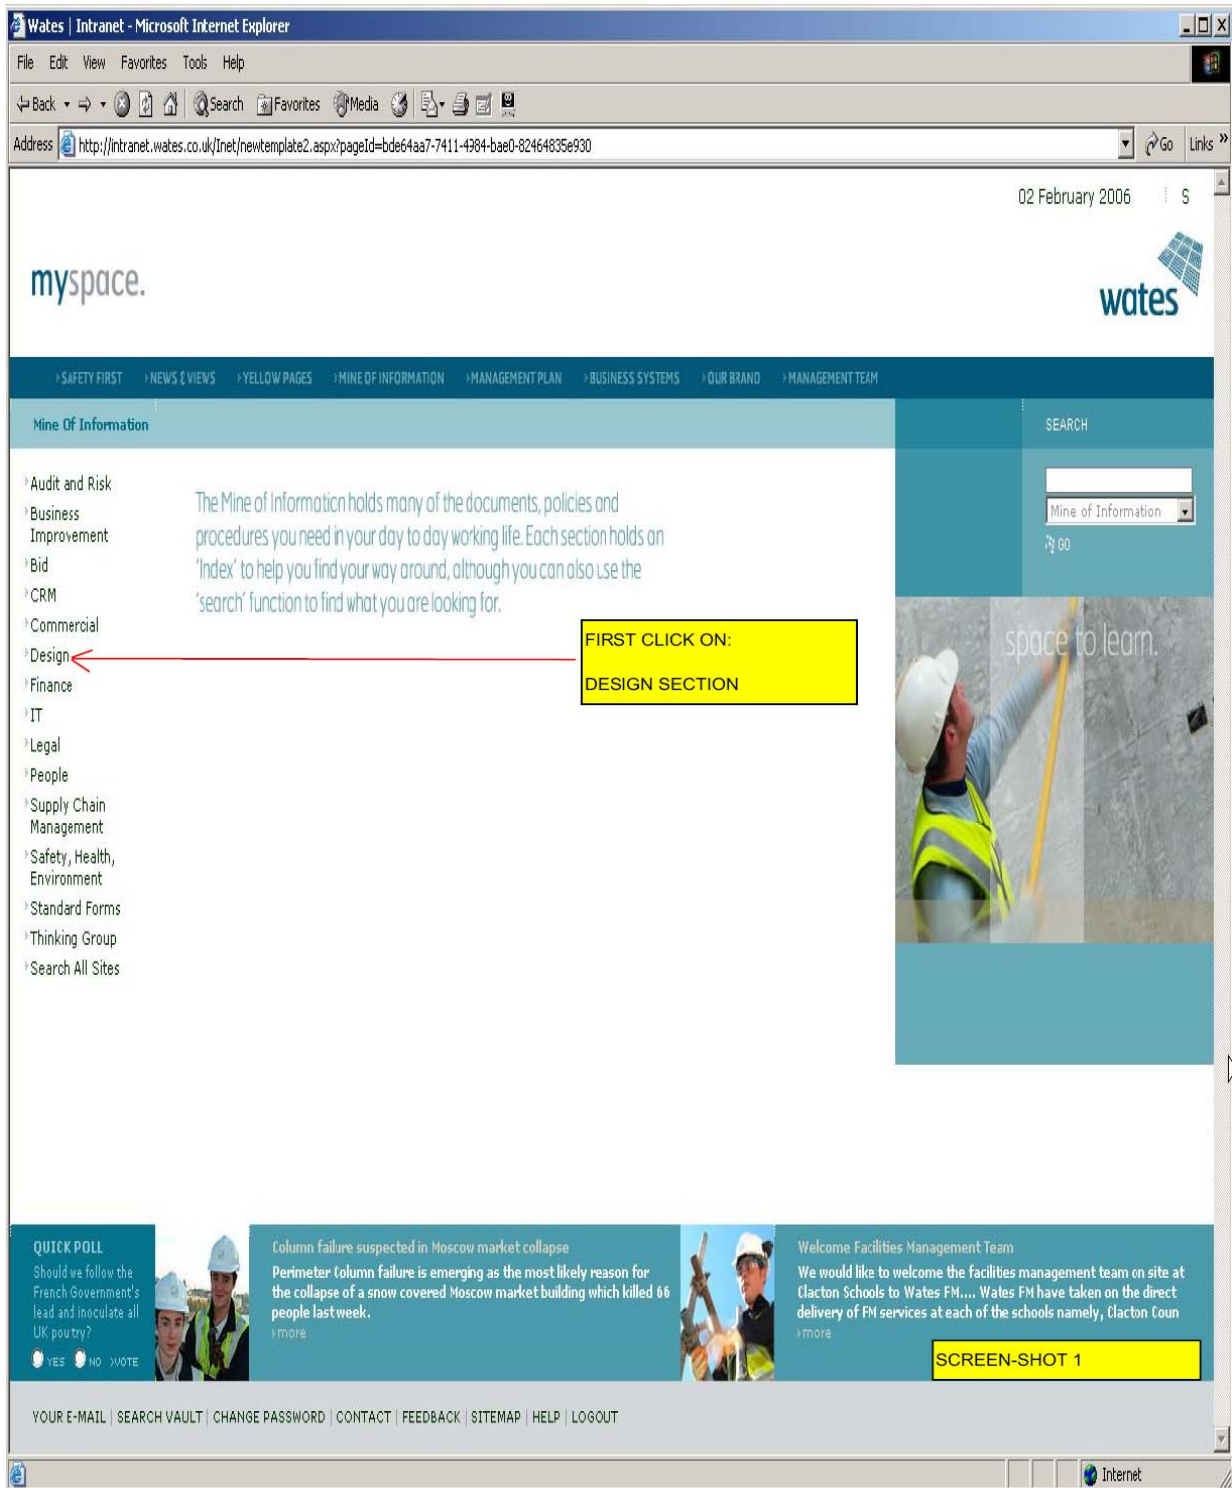 Wates | Intranet - Microsoft Internet Explorer
File Edit View Favorites Tools Help
Back Search Favorites Media
Address http://intranet.wates.co.uk/Inet/newtemplate2.aspx?pageId=bde64aa7-7411-4984-bae0-82464835e930 Go Links »
02 February 2006 S
myspace.
wates
› SAFETY FIRST › NEWS & VIEWS › YELLOW PAGES › MINE OF INFORMATION › MANAGEMENT PLAN › BUSINESS SYSTEMS › OUR BRAND › MANAGEMENT TEAM
Mine Of Information
SEARCH
Audit and Risk
Business
Improvement
Bid
CRM
Commercial
Design
Finance
IT
Legal
People
Supply Chain
Management
Safety, Health,
Environment
Standard Forms
Thinking Group
Search All Sites
The Mine of Information holds many of the documents, policies and
procedures you need in your day to day working life. Each section holds an
'Index' to help you find your way around, although you can also use the
'search' function to find what you are looking for.
Mine of Information
GO
FIRST CLICK ON:
DESIGN SECTION
space to learn.
QUICK POLL
Should we follow the
French Government's
lead and inoculate all
UK poutry?
YES NO ›VOTE
Column failure suspected in Moscow market collapse
Perimeter Column failure is emerging as the most likely reason for
the collapse of a snow covered Moscow market building which killed 66
people last week.
›more
Welcome Facilities Management Team
We would like to welcome the facilities management team on site at
Clacton Schools to Wates FM.... Wates FM have taken on the direct
delivery of FM services at each of the schools namely, Clacton Coun
›more
SCREEN-SHOT 1
YOUR E-MAIL | SEARCH VAULT | CHANGE PASSWORD | CONTACT | FEEDBACK | SITEMAP | HELP | LOGOUT
Internet